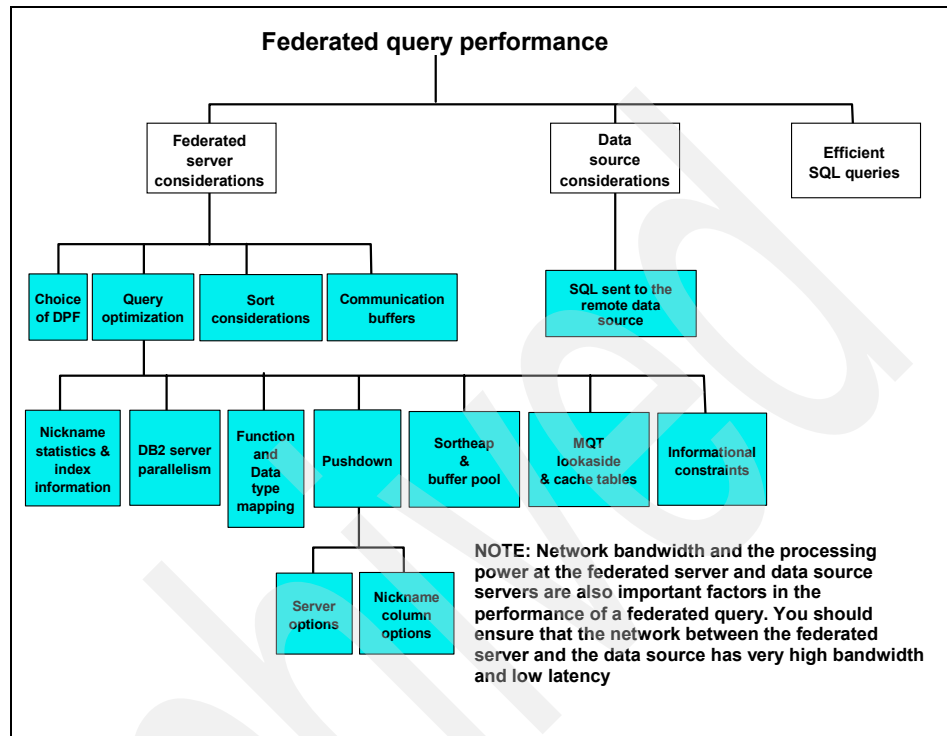 Federated query performance
Federated
server
considerations
Data
source
considerations
Efficient
SQL queries
Choice
of DPF
Query
optimization
Sort
considerations
Communication
buffers
SQL sent to the
remote data
source
Nickname
statistics &
index
information
DB2 server
parallelism
Function
and
Data
type
mapping
Pushdown
Sortheap
&
buffer pool
MQT
lookaside
& cache tables
Informational
constraints
Server
options
Nickname
column
options
NOTE: Network bandwidth and the processing
power at the federated server and data source
servers are also important factors in the
performance of a federated query. You should
ensure that the network between the federated
server and the data source has very high bandwidth
and low latency